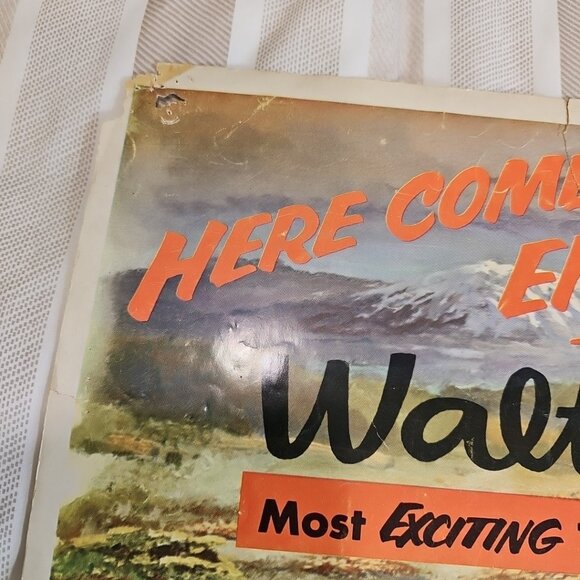 HERE COM
E
Walt
Most EXCITING